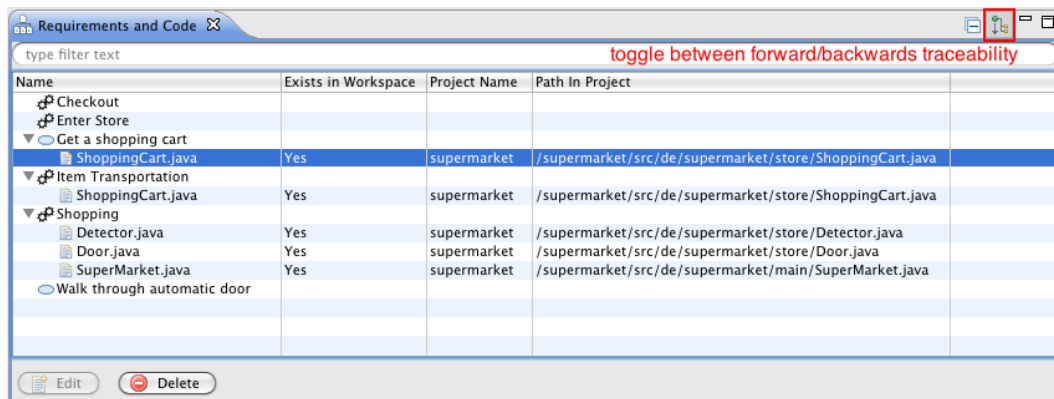 Requirements and Code
type filter text
toggle between forward/backwards traceability
Name Exists in Workspace Project Name Path In Project
Checkout
Enter Store
Get a shopping cart
ShoppingCart.java Yes supermarket /supermarket/src/de/supermarket/store/ShoppingCart.java
Item Transportation
ShoppingCart.java Yes supermarket /supermarket/src/de/supermarket/store/ShoppingCart.java
Shopping
Detector.java Yes supermarket /supermarket/src/de/supermarket/store/Detector.java
Door.java Yes supermarket /supermarket/src/de/supermarket/store/Door.java
SuperMarket.java Yes supermarket /supermarket/src/de/supermarket/main/SuperMarket.java
Walk through automatic door
Edit Delete